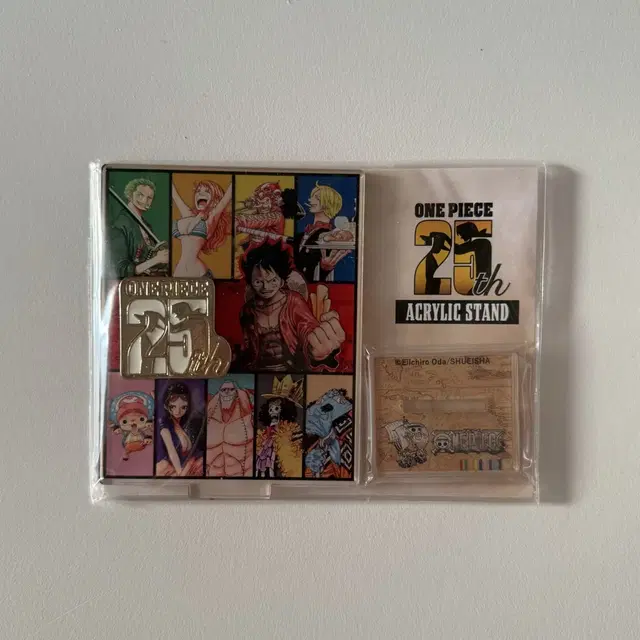 ONE PIECE
25th
ONE PIECE
25th
ACRYLIC STAND
©Eiichiro Oda/SHUEISHA
ONE PIECE